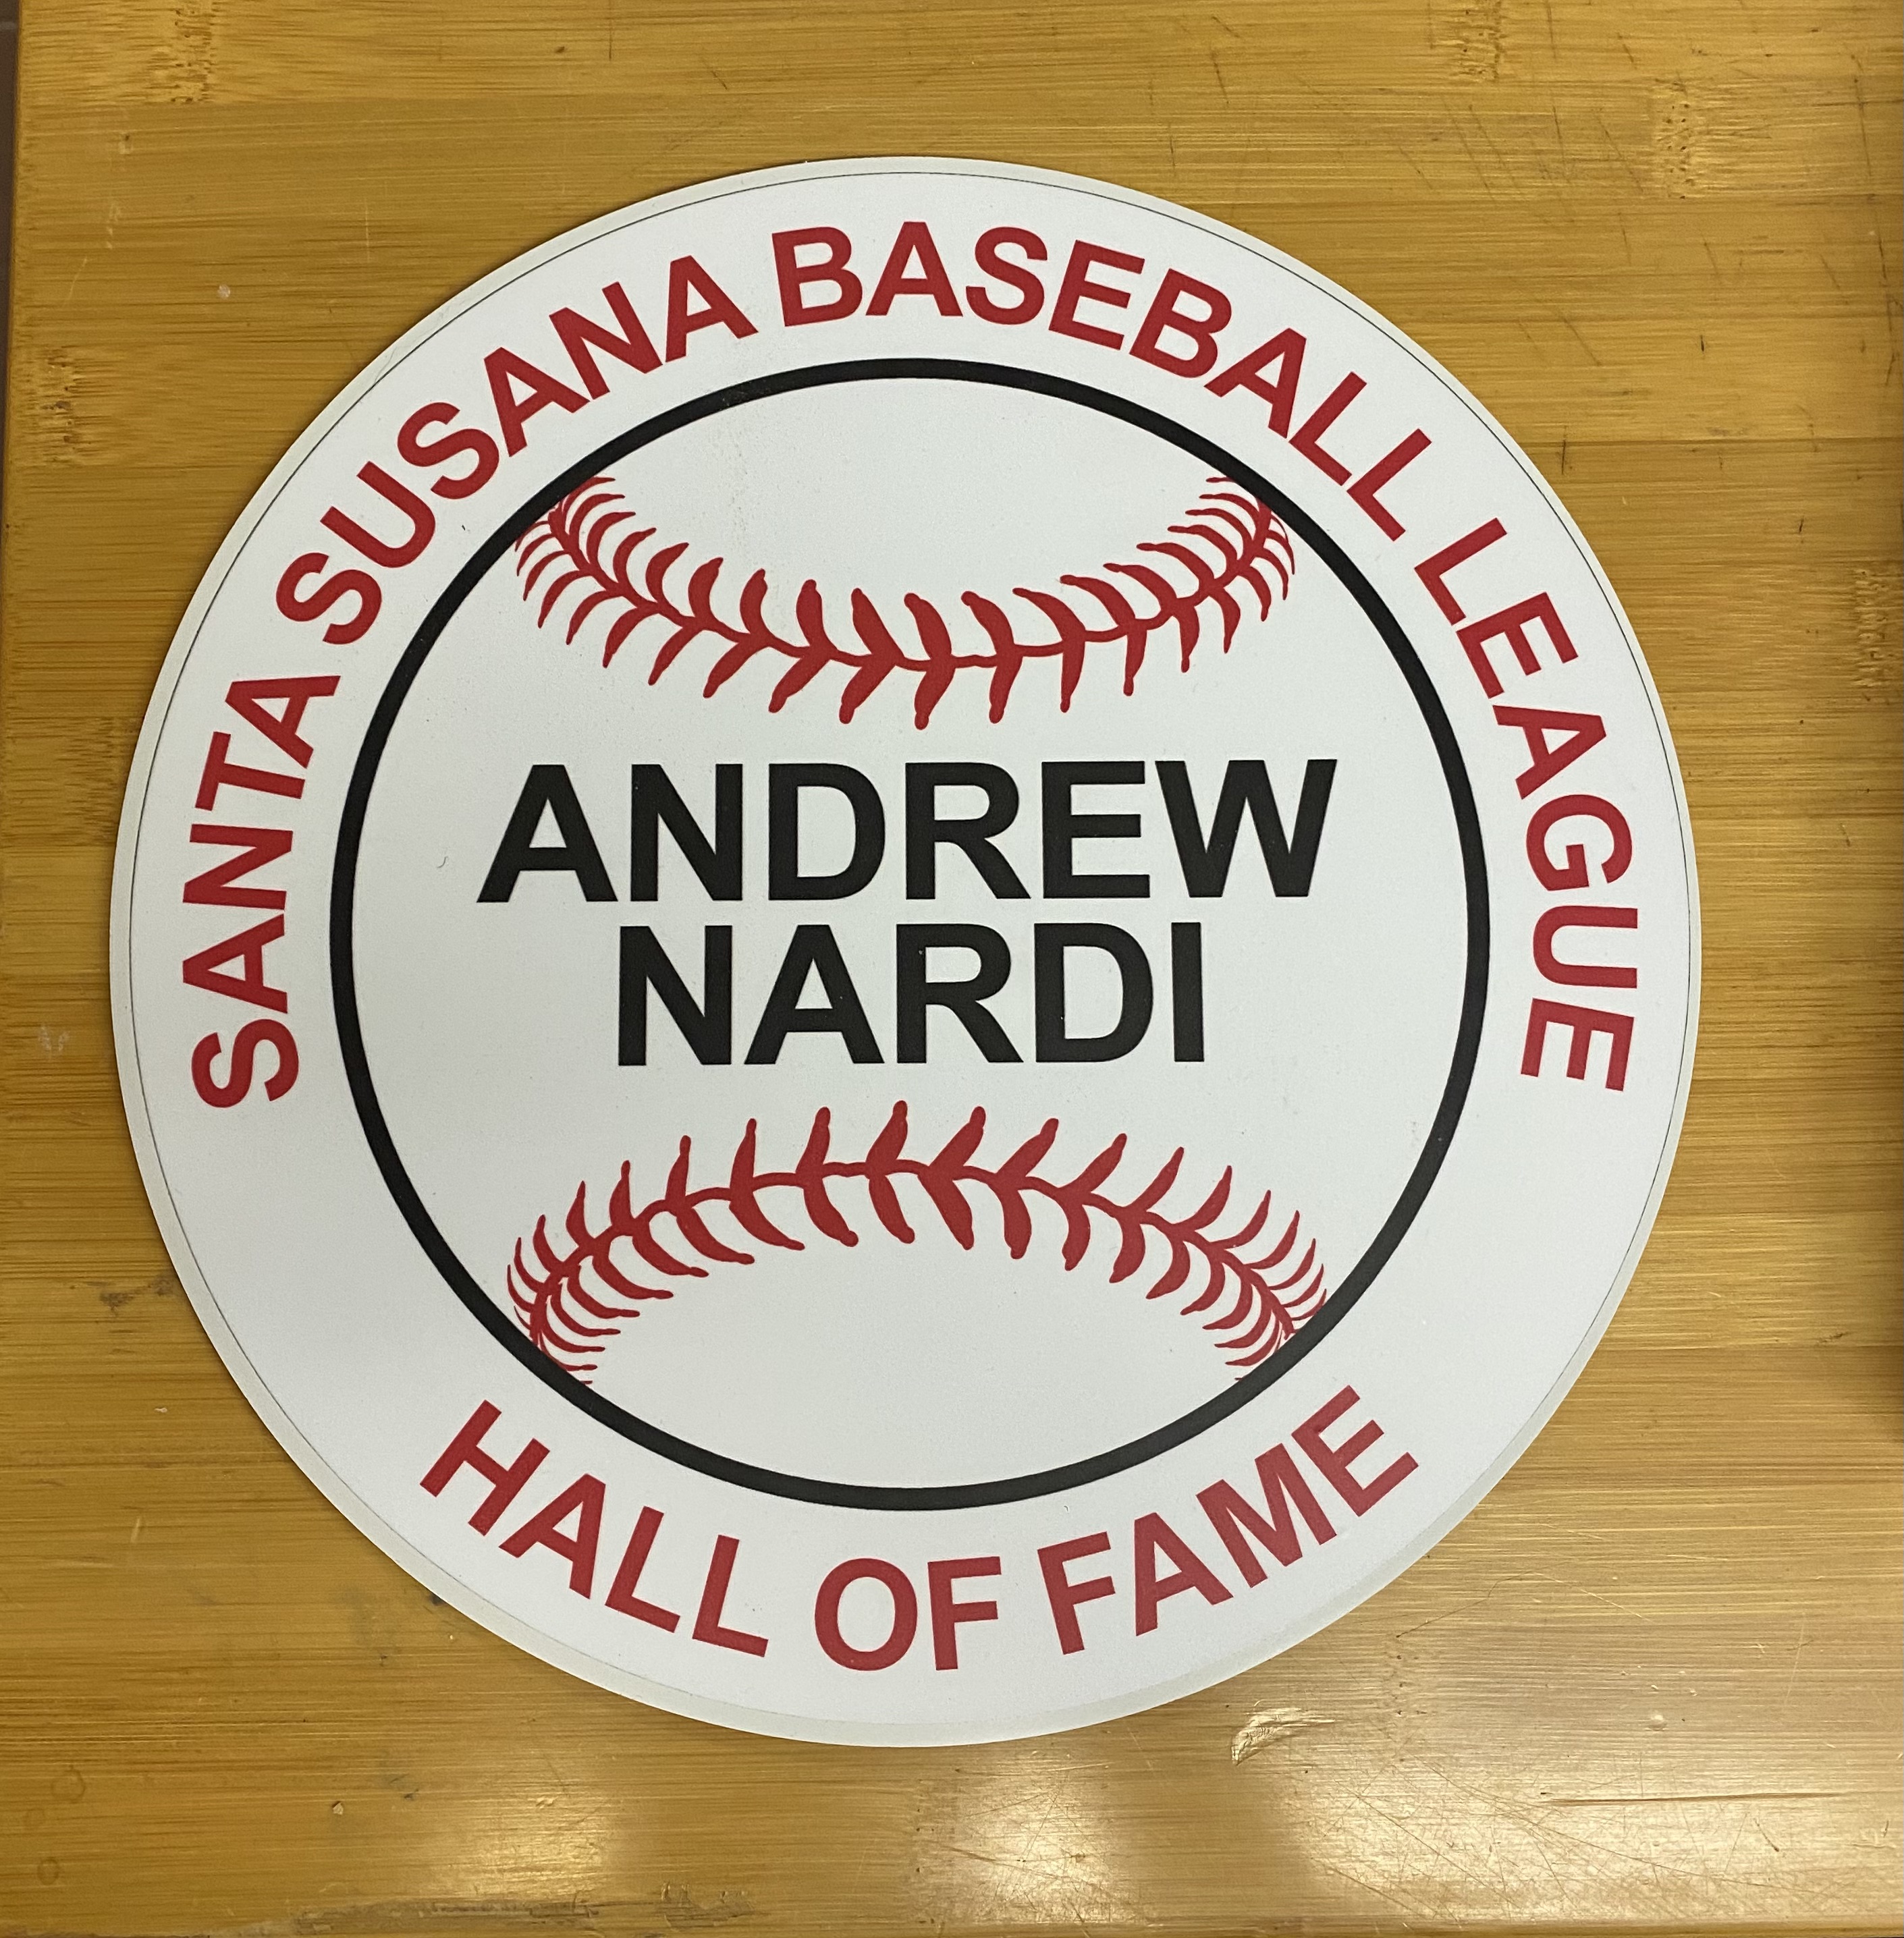 SANTA SUSANA BASEBALL LEAGUE
ANDREW
NARDI
HALL OF FAME